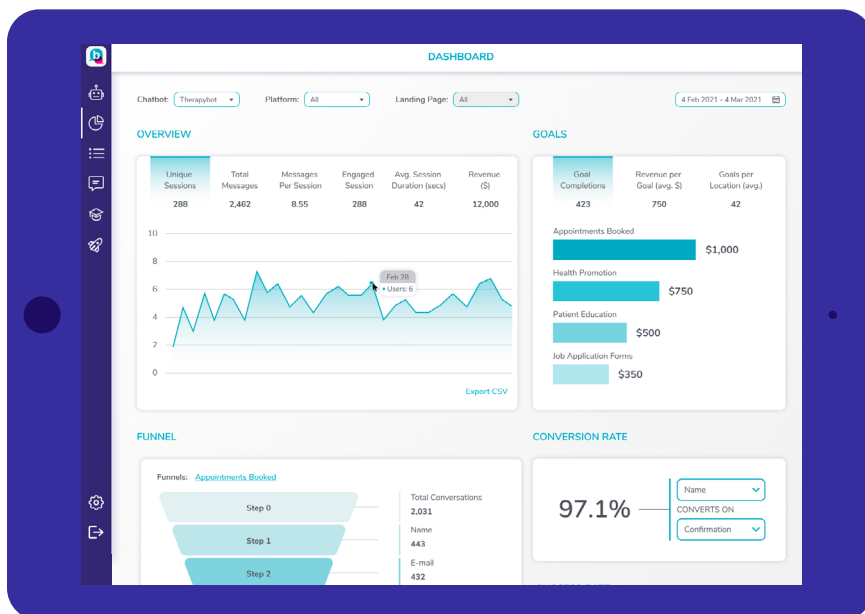 b
DASHBOARD
Chatbot: Therapybot
Platform: All
Landing Page: All
4 Feb 2021 - 4 Mar 2021
OVERVIEW
Unique Sessions
288
Total Messages
2,462
Messages Per Session
8.55
Engaged Session
288
Avg. Session Duration (secs)
42
Revenue ($)
12,000
10
8
6
4
2
0
Feb 28
Users: 6
Export CSV
GOALS
Goal Completions
423
Revenue per Goal (avg. $)
750
Goals per Location (avg.)
42
Appointments Booked
$1,000
Health Promotion
$750
Patient Education
$500
Job Application Forms
$350
FUNNEL
Funnels: Appointments Booked
Step 0
Step 1
Step 2
Total Conversations
2,031
Name
443
E-mail
432
CONVERSION RATE
97.1%
Name
CONVERTS ON
Confirmation